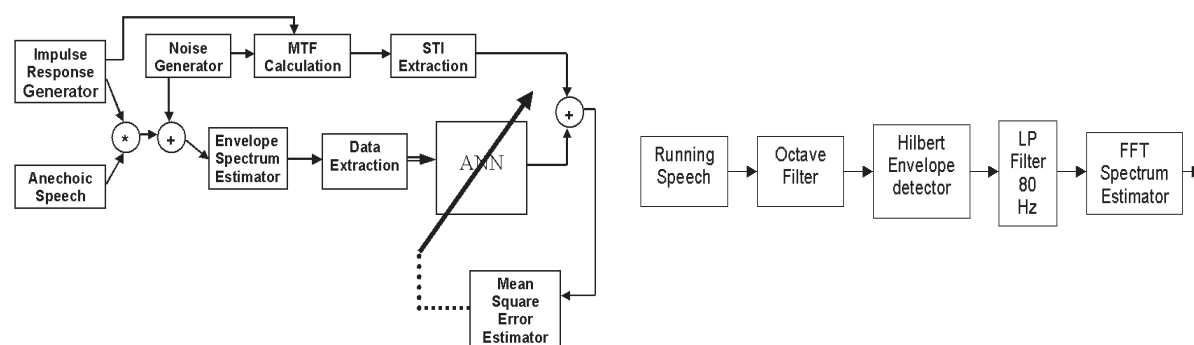 Impulse
Response
Generator
Noise
Generator
MTF
Calculation
STI
Extraction
*
+
+
Anechoic
Speech
Envelope
Spectrum
Estimator
Data
Extraction
ANN
Mean
Square
Error
Estimator
Running
Speech
Octave
Filter
Hilbert
Envelope
detector
LP
Filter
80
Hz
FFT
Spectrum
Estimator